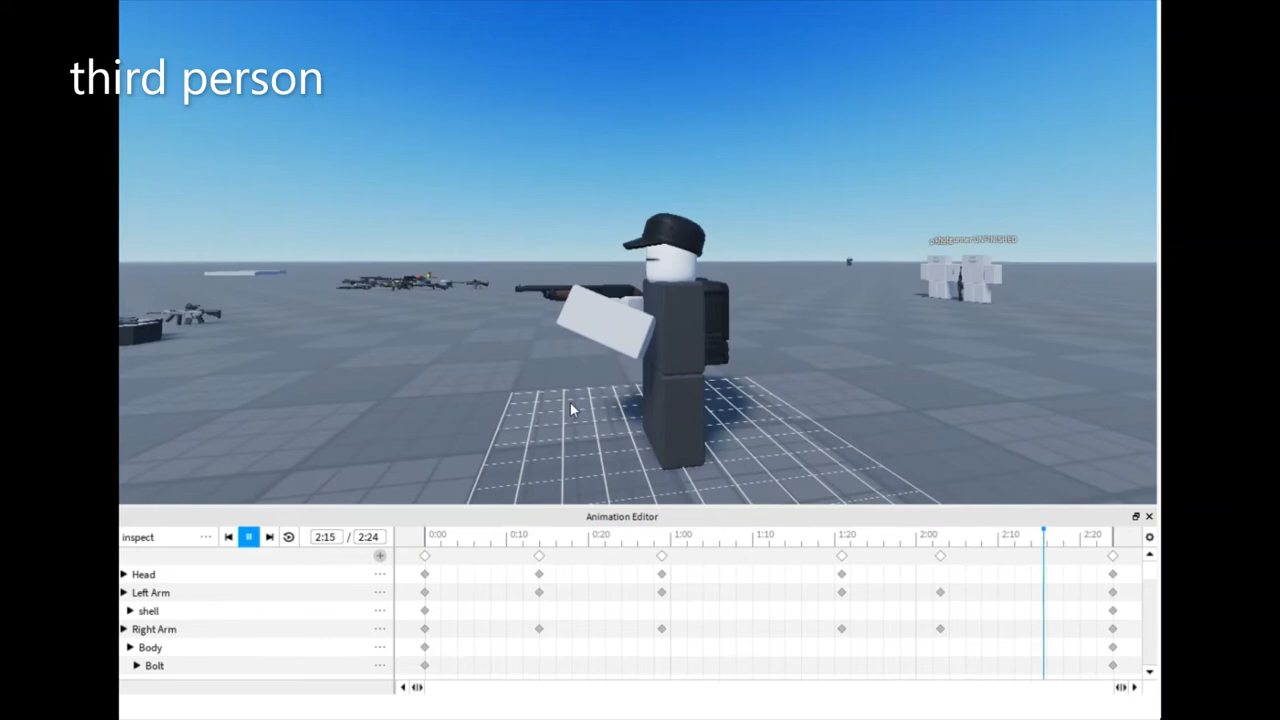 third person
UNFINISHED
Animation Editor
inspect
2:15 / 2:24
0:00 0:10 0:20 1:00 1:10 1:20 2:00 2:10 2:20
Head
Left Arm
shell
Right Arm
Body
Bolt